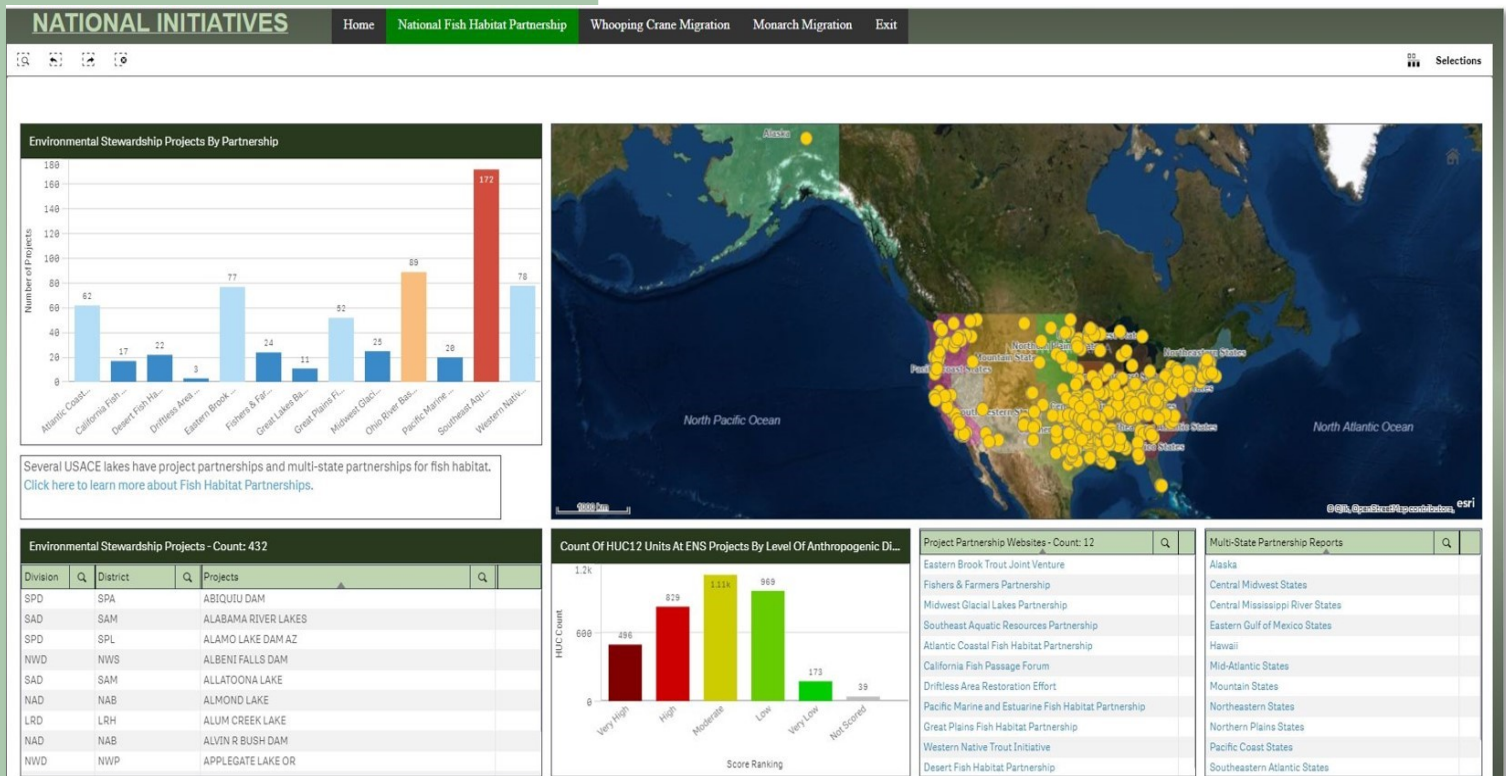 NATIONAL INITIATIVES
Home National Fish Habitat Partnership Whooping Crane Migration Monarch Migration Exit
Selections
Environmental Stewardship Projects By Partnership
180
160
140
120
100
80
60
40
20
0
Number of Projects
62
17
22
3
77
24
11
52
25
89
20
172
78
Atlantic Coast...
California Fish ...
Desert Fish Ha...
Driftless Area ...
Eastern Brook ...
Fishers & Far...
Great Lakes Ba...
Great Plains Fi...
Midwest Glaci...
Ohio River Bas...
Pacific Marine ...
Southeast Aqu...
Western Nativ...
Several USACE lakes have project partnerships and multi-state partnerships for fish habitat.
Click here to learn more about Fish Habitat Partnerships.
Alaska
Northeastern States
North Pacific Ocean
North Atlantic Ocean
1000 km
© Qlik, OpenStreetMap contributors, esri
Environmental Stewardship Projects - Count: 432
Division District Projects
SPD SPA ABIQUIU DAM
SAD SAM ALABAMA RIVER LAKES
SPD SPL ALAMO LAKE DAM AZ
NWD NWS ALBENI FALLS DAM
SAD SAM ALLATOONA LAKE
NAD NAB ALMOND LAKE
LRD LRH ALUM CREEK LAKE
NAD NAB ALVIN R BUSH DAM
NWD NWP APPLEGATE LAKE OR
Count Of HUC12 Units At ENS Projects By Level Of Anthropogenic Di...
1.2k
600
0
HUC Count
496
829
1.11k
969
173
39
Very High
High
Moderate
Low
Very Low
Not Scored
Score Ranking
Project Partnership Websites - Count: 12
Eastern Brook Trout Joint Venture
Fishers & Farmers Partnership
Midwest Glacial Lakes Partnership
Southeast Aquatic Resources Partnership
Atlantic Coastal Fish Habitat Partnership
California Fish Passage Forum
Driftless Area Restoration Effort
Pacific Marine and Estuarine Fish Habitat Partnership
Great Plains Fish Habitat Partnership
Western Native Trout Initiative
Desert Fish Habitat Partnership
Multi-State Partnership Reports
Alaska
Central Midwest States
Central Mississippi River States
Eastern Gulf of Mexico States
Hawaii
Mid-Atlantic States
Mountain States
Northeastern States
Northern Plains States
Pacific Coast States
Southeastern Atlantic States